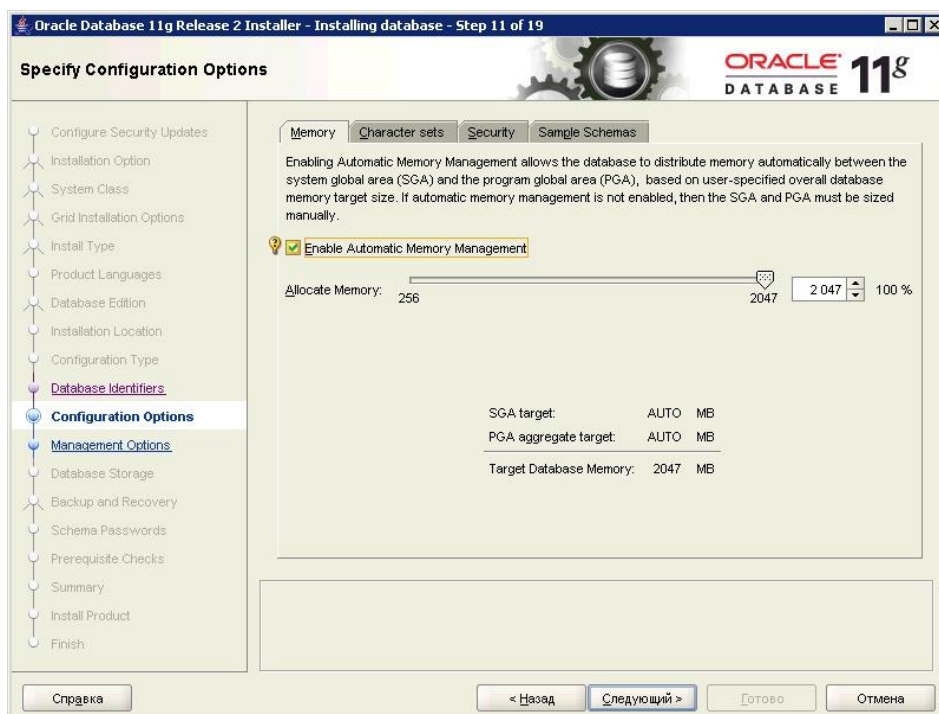 Oracle Database 11g Release 2 Installer - Installing database - Step 11 of 19
Specify Configuration Options
ORACLE
DATABASE
11g
Configure Security Updates
Installation Option
System Class
Grid Installation Options
Install Type
Product Languages
Database Edition
Installation Location
Configuration Type
Database Identifiers
Configuration Options
Management Options
Database Storage
Backup and Recovery
Schema Passwords
Prerequisite Checks
Summary
Install Product
Finish
Memory Character sets Security Sample Schemas
Enabling Automatic Memory Management allows the database to distribute memory automatically between the
system global area (SGA) and the program global area (PGA), based on user-specified overall database
memory target size. If automatic memory management is not enabled, then the SGA and PGA must be sized
manually.
Enable Automatic Memory Management
Allocate Memory: 256 2047 2 047 100 %
SGA target: AUTO MB
PGA aggregate target: AUTO MB
Target Database Memory: 2047 MB
Справка < Назад Следующий > Готово Отмена